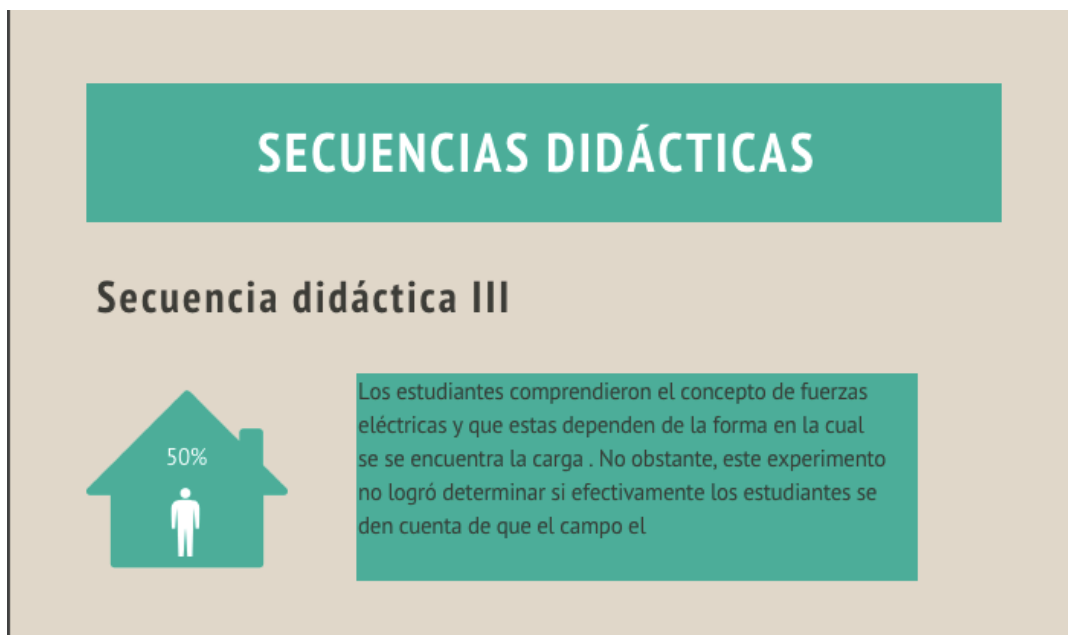 SECUENCIAS DIDÁCTICAS
Secuencia didáctica III
50%
Los estudiantes comprendieron el concepto de fuerzas
eléctricas y que estas dependen de la forma en la cual
se se encuentra la carga . No obstante, este experimento
no logró determinar si efectivamente los estudiantes se
den cuenta de que el campo el